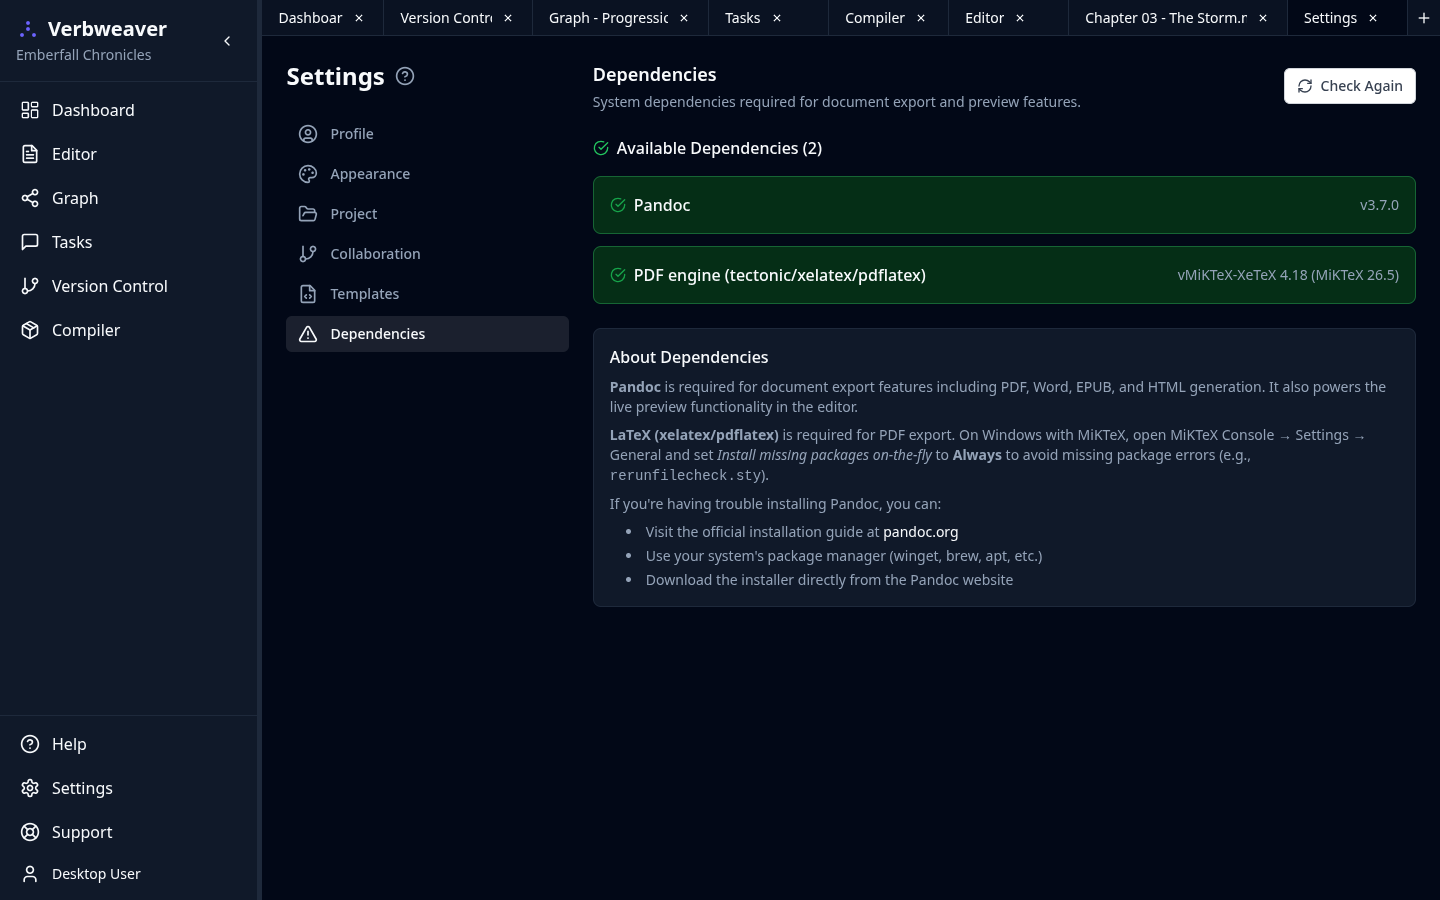 Verbweaver
Emberfall Chronicles
Dashboard
Editor
Graph
Tasks
Version Control
Compiler
Help
Settings
Support
Desktop User
Dashboar ×
Version Contr ×
Graph - Progressic ×
Tasks ×
Compiler ×
Editor ×
Chapter 03 - The Storm.r ×
Settings ×
+
Settings
Profile
Appearance
Project
Collaboration
Templates
Dependencies
Dependencies
System dependencies required for document export and preview features.
Check Again
Available Dependencies (2)
Pandoc
v3.7.0
PDF engine (tectonic/xelatex/pdflatex)
vMiKTeX-XeTeX 4.18 (MiKTeX 26.5)
About Dependencies
Pandoc is required for document export features including PDF, Word, EPUB, and HTML generation. It also powers the
live preview functionality in the editor.
LaTeX (xelatex/pdflatex) is required for PDF export. On Windows with MiKTeX, open MiKTeX Console → Settings →
General and set Install missing packages on-the-fly to Always to avoid missing package errors (e.g.,
rerunfilecheck.sty).
If you're having trouble installing Pandoc, you can:
• Visit the official installation guide at pandoc.org
• Use your system's package manager (winget, brew, apt, etc.)
• Download the installer directly from the Pandoc website